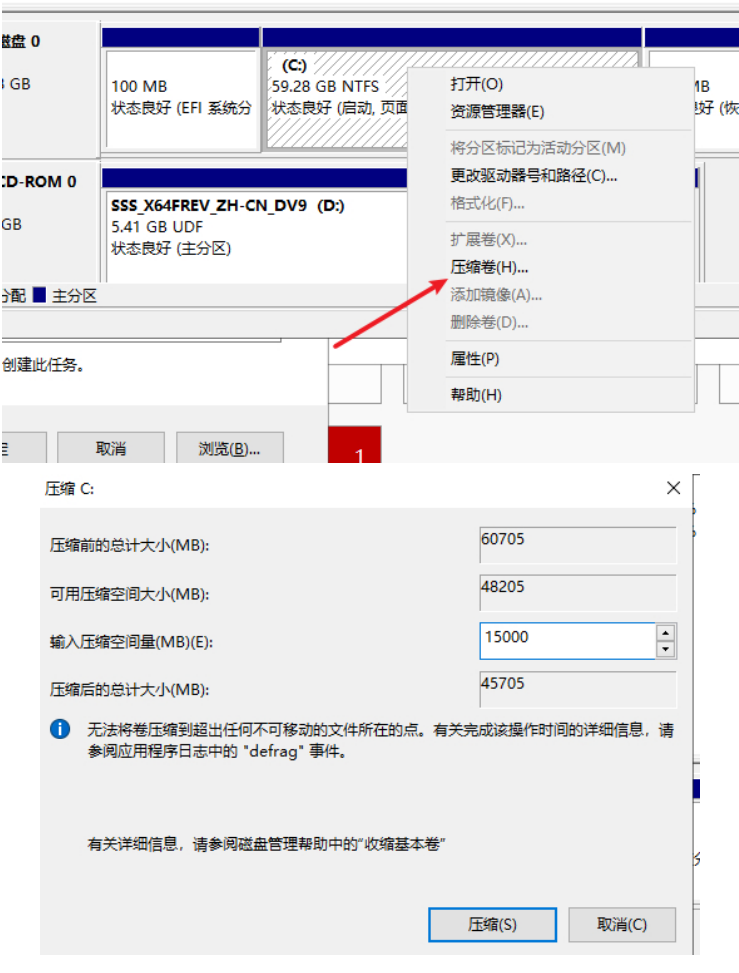 磁盘 0
GB
100 MB
状态良好 (EFI 系统分
(C:)
59.28 GB NTFS
状态良好 (启动, 页面
MB
好 (恢
CD-ROM 0
GB
SSS_X64FREV_ZH-CN_DV9 (D:)
5.41 GB UDF
状态良好 (主分区)
分配 主分区
打开(O)
资源管理器(E)
将分区标记为活动分区(M)
更改驱动器号和路径(C)...
格式化(F)...
扩展卷(X)...
压缩卷(H)...
添加镜像(A)...
删除卷(D)...
属性(P)
帮助(H)
创建此任务。
取消 浏览(B)...
1
压缩 C:
压缩前的总计大小(MB): 60705
可用压缩空间大小(MB): 48205
输入压缩空间量(MB)(E): 15000
压缩后的总计大小(MB): 45705
无法将卷压缩到超出任何不可移动的文件所在的点。有关完成该操作时间的详细信息，请
参阅应用程序日志中的 "defrag" 事件。
有关详细信息，请参阅磁盘管理帮助中的“收缩基本卷”
压缩(S) 取消(C)